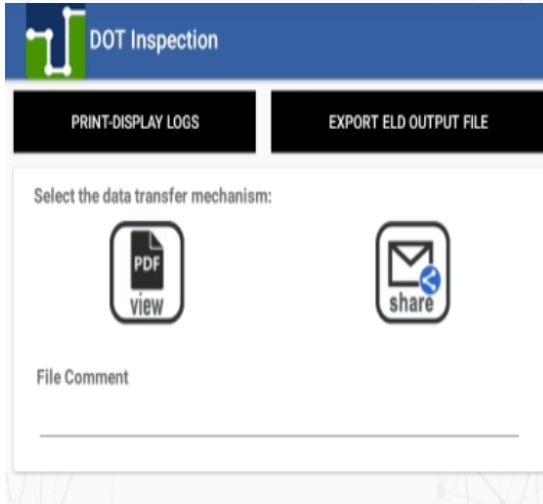 DOT Inspection
PRINT-DISPLAY LOGS EXPORT ELD OUTPUT FILE
Select the data transfer mechanism:
PDF
view share
File Comment